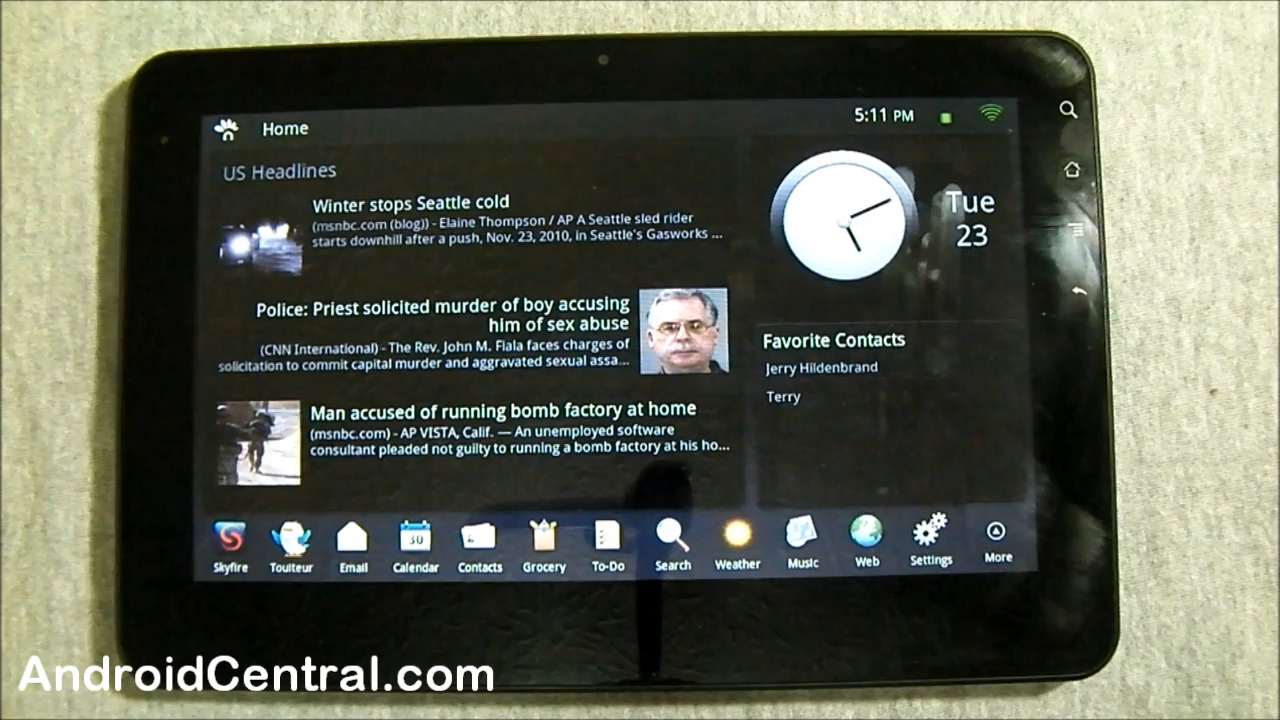 Home
5:11 PM
US Headlines
Winter stops Seattle cold
(msnbc.com (blog)) - Elaine Thompson / AP A Seattle sled rider
starts downhill after a push, Nov. 23, 2010, in Seattle's Gasworks ...
Police: Priest solicited murder of boy accusing
him of sex abuse
(CNN International) - The Rev. John M. Fiala faces charges of
solicitation to commit capital murder and aggravated sexual assa...
Man accused of running bomb factory at home
(msnbc.com) - AP VISTA, Calif. — An unemployed software
consultant pleaded not guilty to running a bomb factory at his ho...
Tue
23
Favorite Contacts
Jerry Hildenbrand
Terry
30
Skyfire
Touiteur
Email
Calendar
Contacts
Grocery
To-Do
Search
Weather
Music
Web
Settings
More
AndroidCentral.com